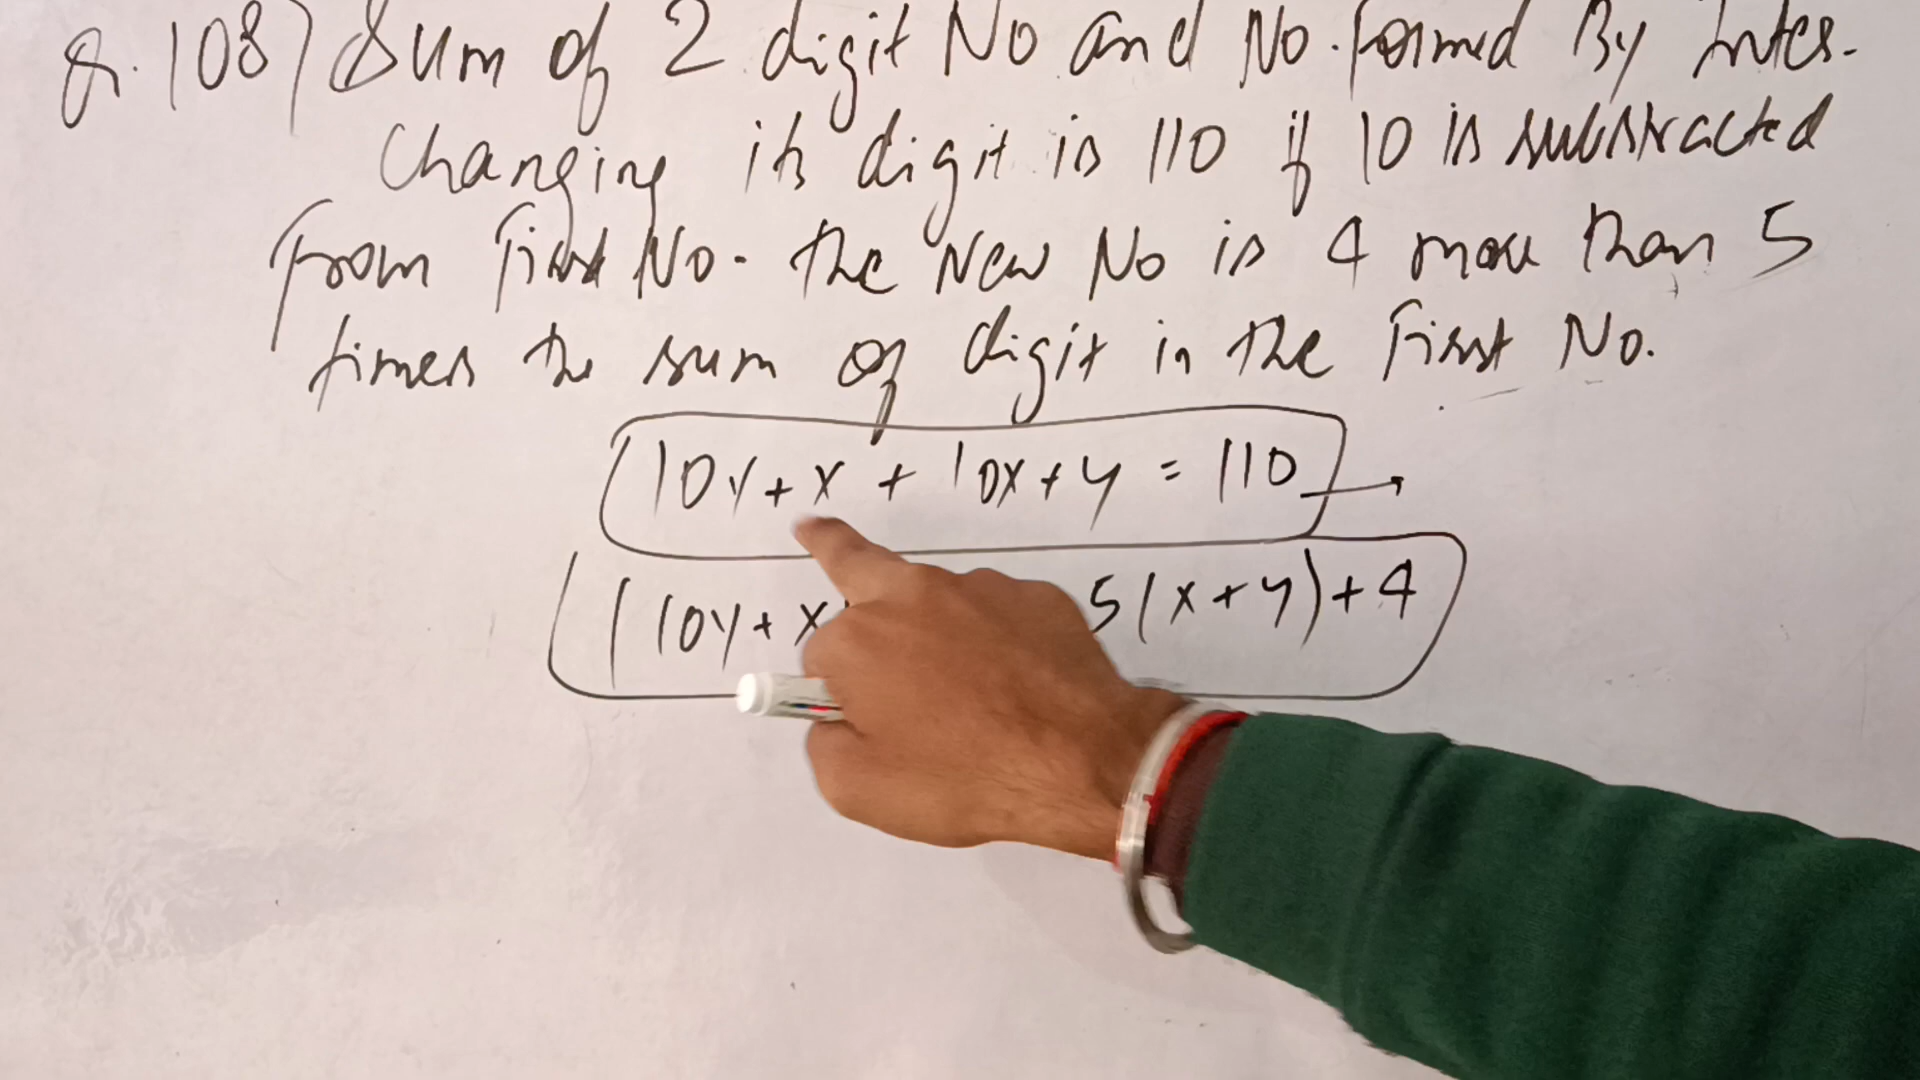 Q. 108) Sum of 2 digit No and No. Formed By Inter-
changing its digit is 110 if 10 is substracted
From First No. the New No is 4 more than 5
times the sum of digit in the First No.
10y + x + 10x + y = 110
(10y + x 5(x + y) + 4